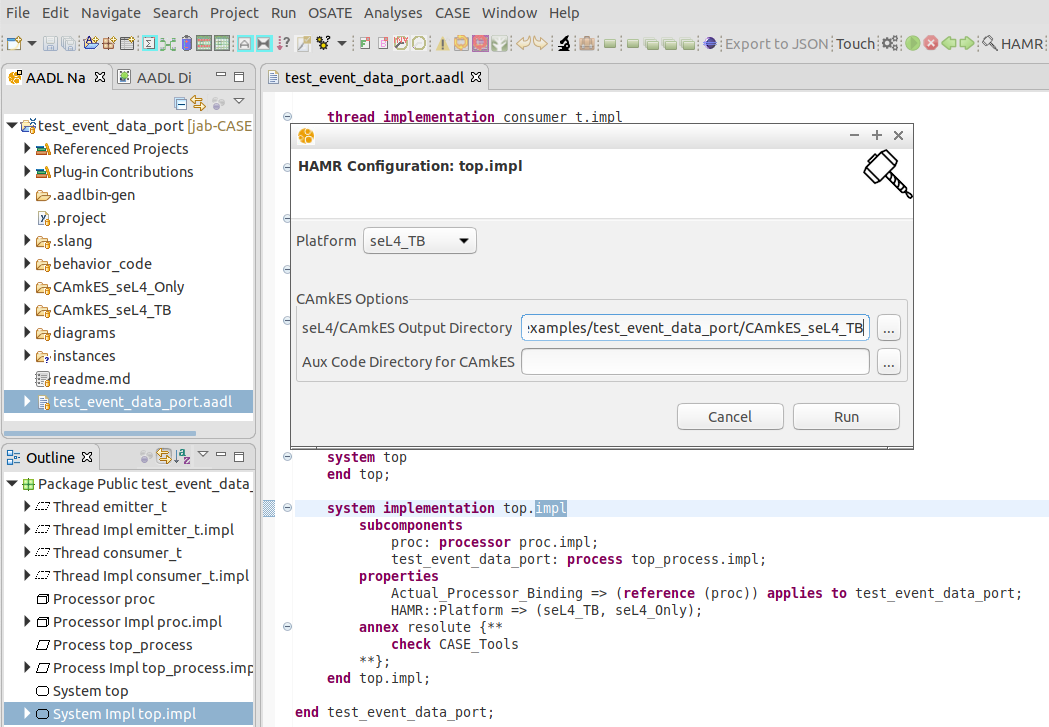 File Edit Navigate Search Project Run OSATE Analyses CASE Window Help
Export to JSON Touch HAMR
AADL Na AADL Di
test_event_data_port [jab-CASE
Referenced Projects
Plug-in Contributions
.aadlbin-gen
.project
.slang
behavior_code
CAmkES_seL4_Only
CAmkES_seL4_TB
diagrams
instances
readme.md
test_event_data_port.aadl
Outline
Package Public test_event_data_
Thread emitter_t
Thread Impl emitter_t.impl
Thread consumer_t
Thread Impl consumer_t.impl
Processor proc
Processor Impl proc.impl
Process top_process
Process Impl top_process.imp
System top
System Impl top.impl
test_event_data_port.aadl
thread implementation consumer_t.impl
HAMR Configuration: top.impl
Platform seL4_TB
CAmkES Options
seL4/CAmkES Output Directory examples/test_event_data_port/CAmkES_seL4_TB ...
Aux Code Directory for CAmkES ...
Cancel Run
system top
end top;
system implementation top.impl
subcomponents
proc: processor proc.impl;
test_event_data_port: process top_process.impl;
properties
Actual_Processor_Binding => (reference (proc)) applies to test_event_data_port;
HAMR::Platform => (seL4_TB, seL4_Only);
annex resolute {**
check CASE_Tools
**};
end top.impl;
end test_event_data_port;